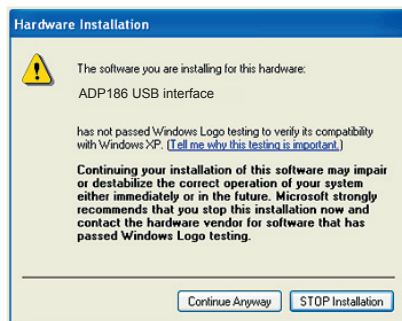 Hardware Installation
The software you are installing for this hardware:
ADP186 USB interface
has not passed Windows Logo testing to verify its compatibility
with Windows XP. (Tell me why this testing is important.)
Continuing your installation of this software may impair
or destabilize the correct operation of your system
either immediately or in the future. Microsoft strongly
recommends that you stop this installation now and
contact the hardware vendor for software that has
passed Windows Logo testing.
Continue Anyway
STOP Installation